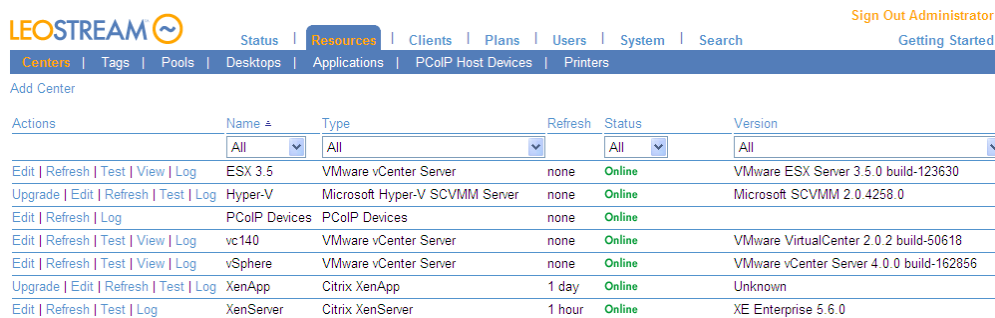 Sign Out Administrator
LEOSTREAM
Status | Resources | Clients | Plans | Users | System | Search Getting Started
Centers | Tags | Pools | Desktops | Applications | PCoIP Host Devices | Printers
Add Center
Actions Name Type Refresh Status Version
All All All All
Edit | Refresh | Test | View | Log ESX 3.5 VMware vCenter Server none Online VMware ESX Server 3.5.0 build-123630
Upgrade | Edit | Refresh | Test | Log Hyper-V Microsoft Hyper-V SCVMM Server none Online Microsoft SCVMM 2.0.4258.0
Edit | Refresh | Log PCoIP Devices PCoIP Devices none Online
Edit | Refresh | Test | View | Log vc140 VMware vCenter Server none Online VMware VirtualCenter 2.0.2 build-50618
Edit | Refresh | Test | View | Log vSphere VMware vCenter Server none Online VMware vCenter Server 4.0.0 build-162856
Upgrade | Edit | Refresh | Test | Log XenApp Citrix XenApp 1 day Online Unknown
Edit | Refresh | Test | Log XenServer Citrix XenServer 1 hour Online XE Enterprise 5.6.0